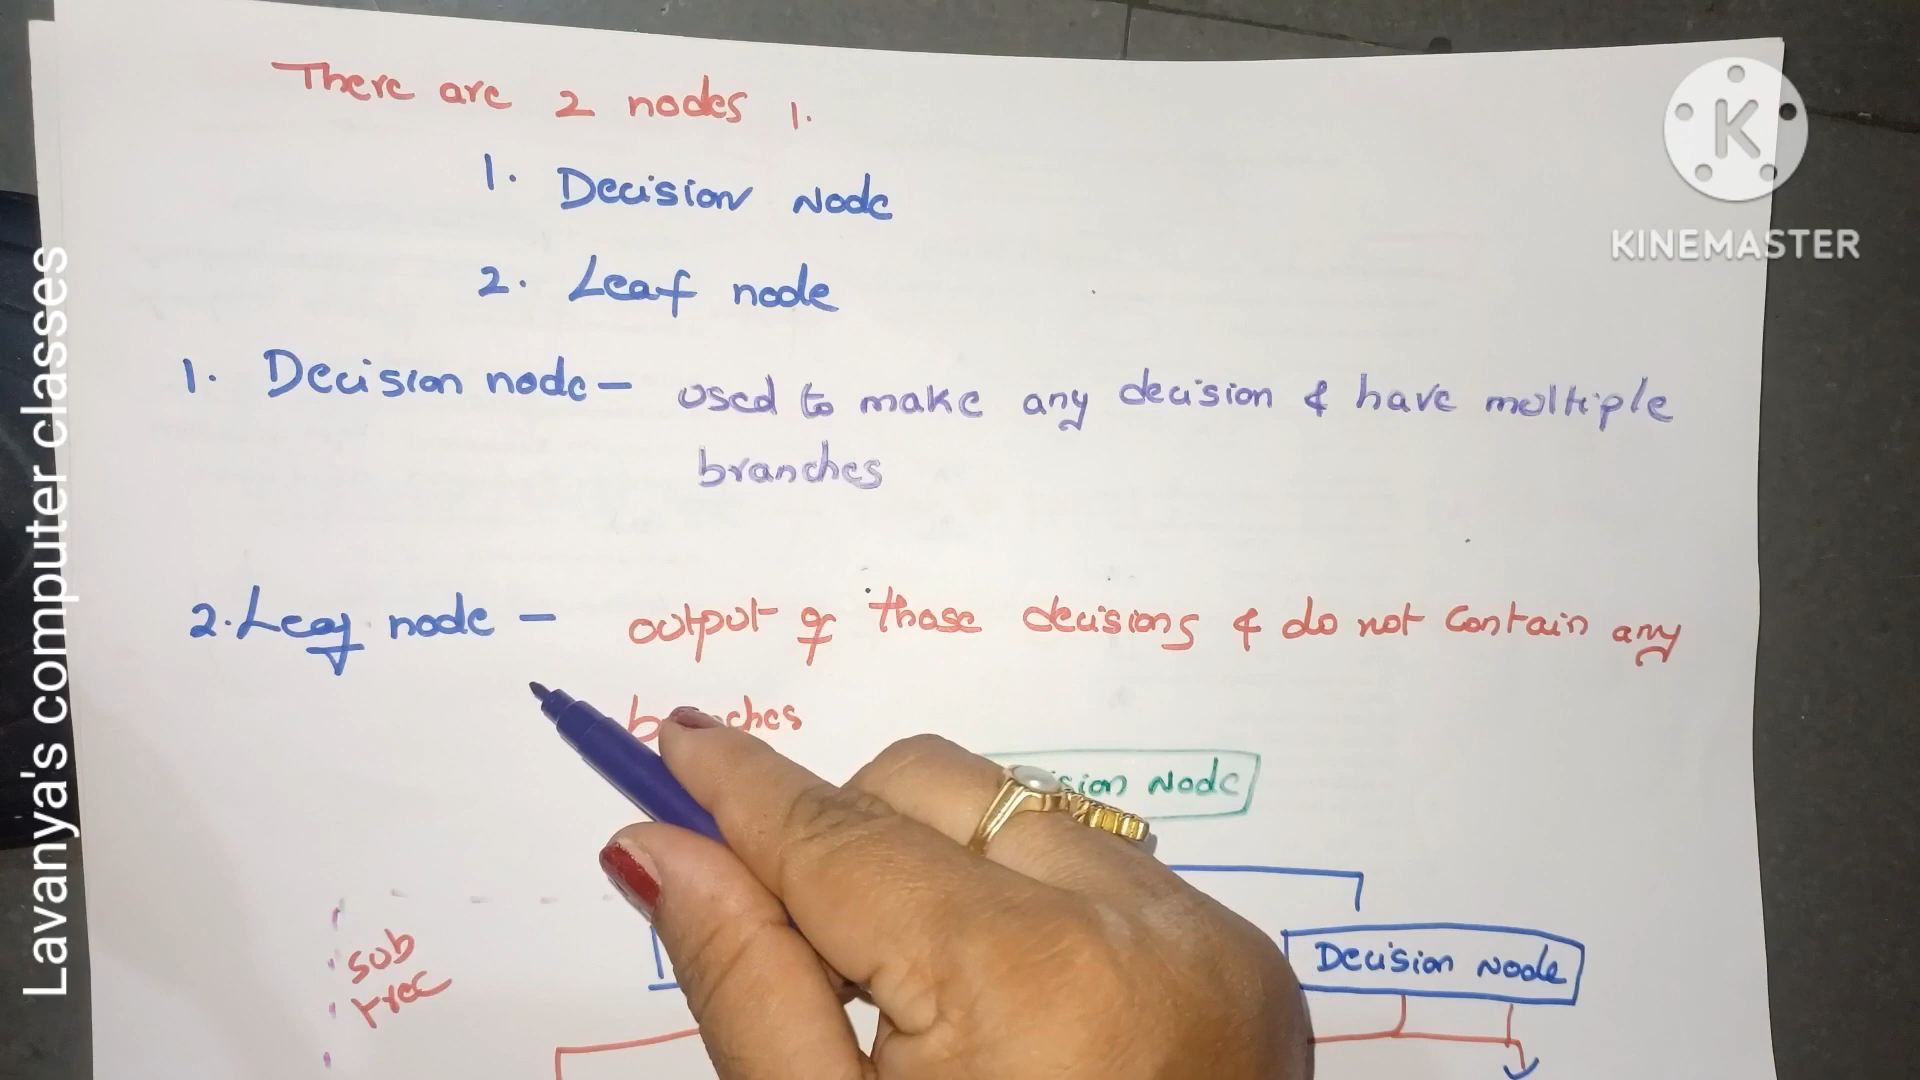 There are 2 nodes 1.
1. Decision Node
2. Leaf node
1. Decision node - used to make any decision & have multiple
branches
2. Leaf node - output of those decisions & do not contain any
Node
Decision Node
sub
tree
KINEMASTER
Lavanya's computer classes